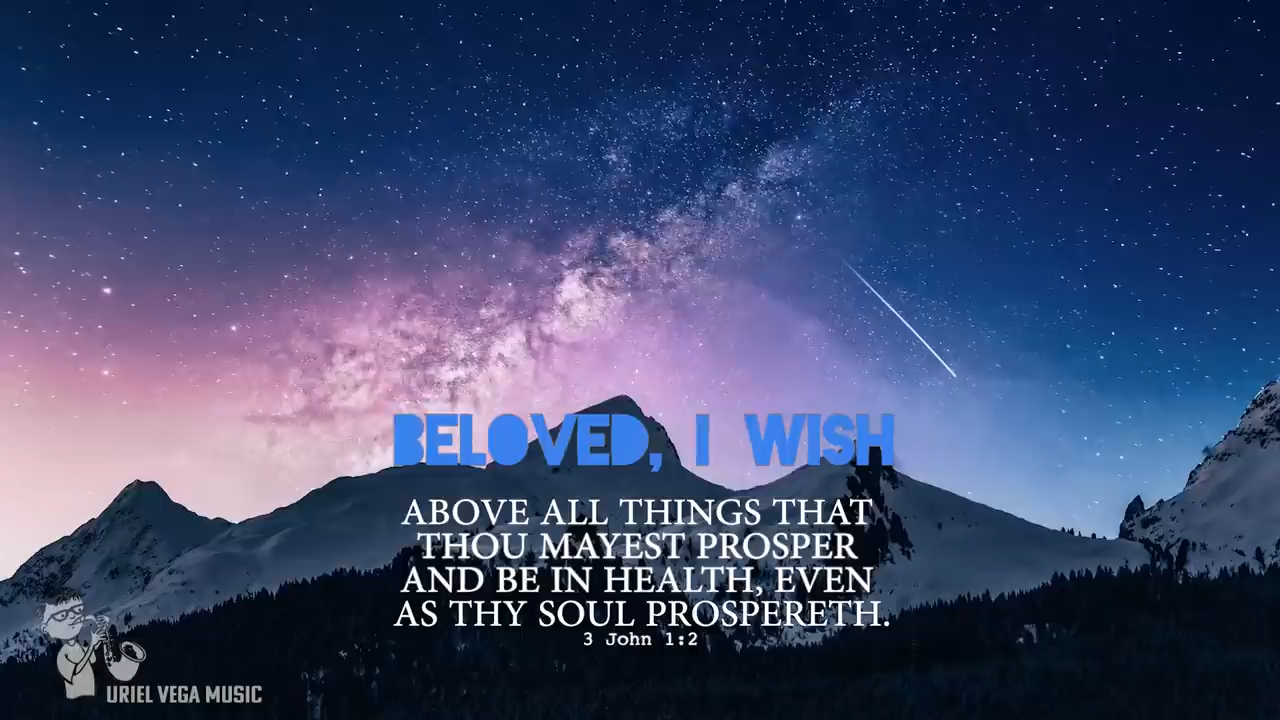 BELOVED, I WISH
ABOVE ALL THINGS THAT
THOU MAYEST PROSPER
AND BE IN HEALTH, EVEN
AS THY SOUL PROSPERETH.
3 John 1:2
URIEL VEGA MUSIC